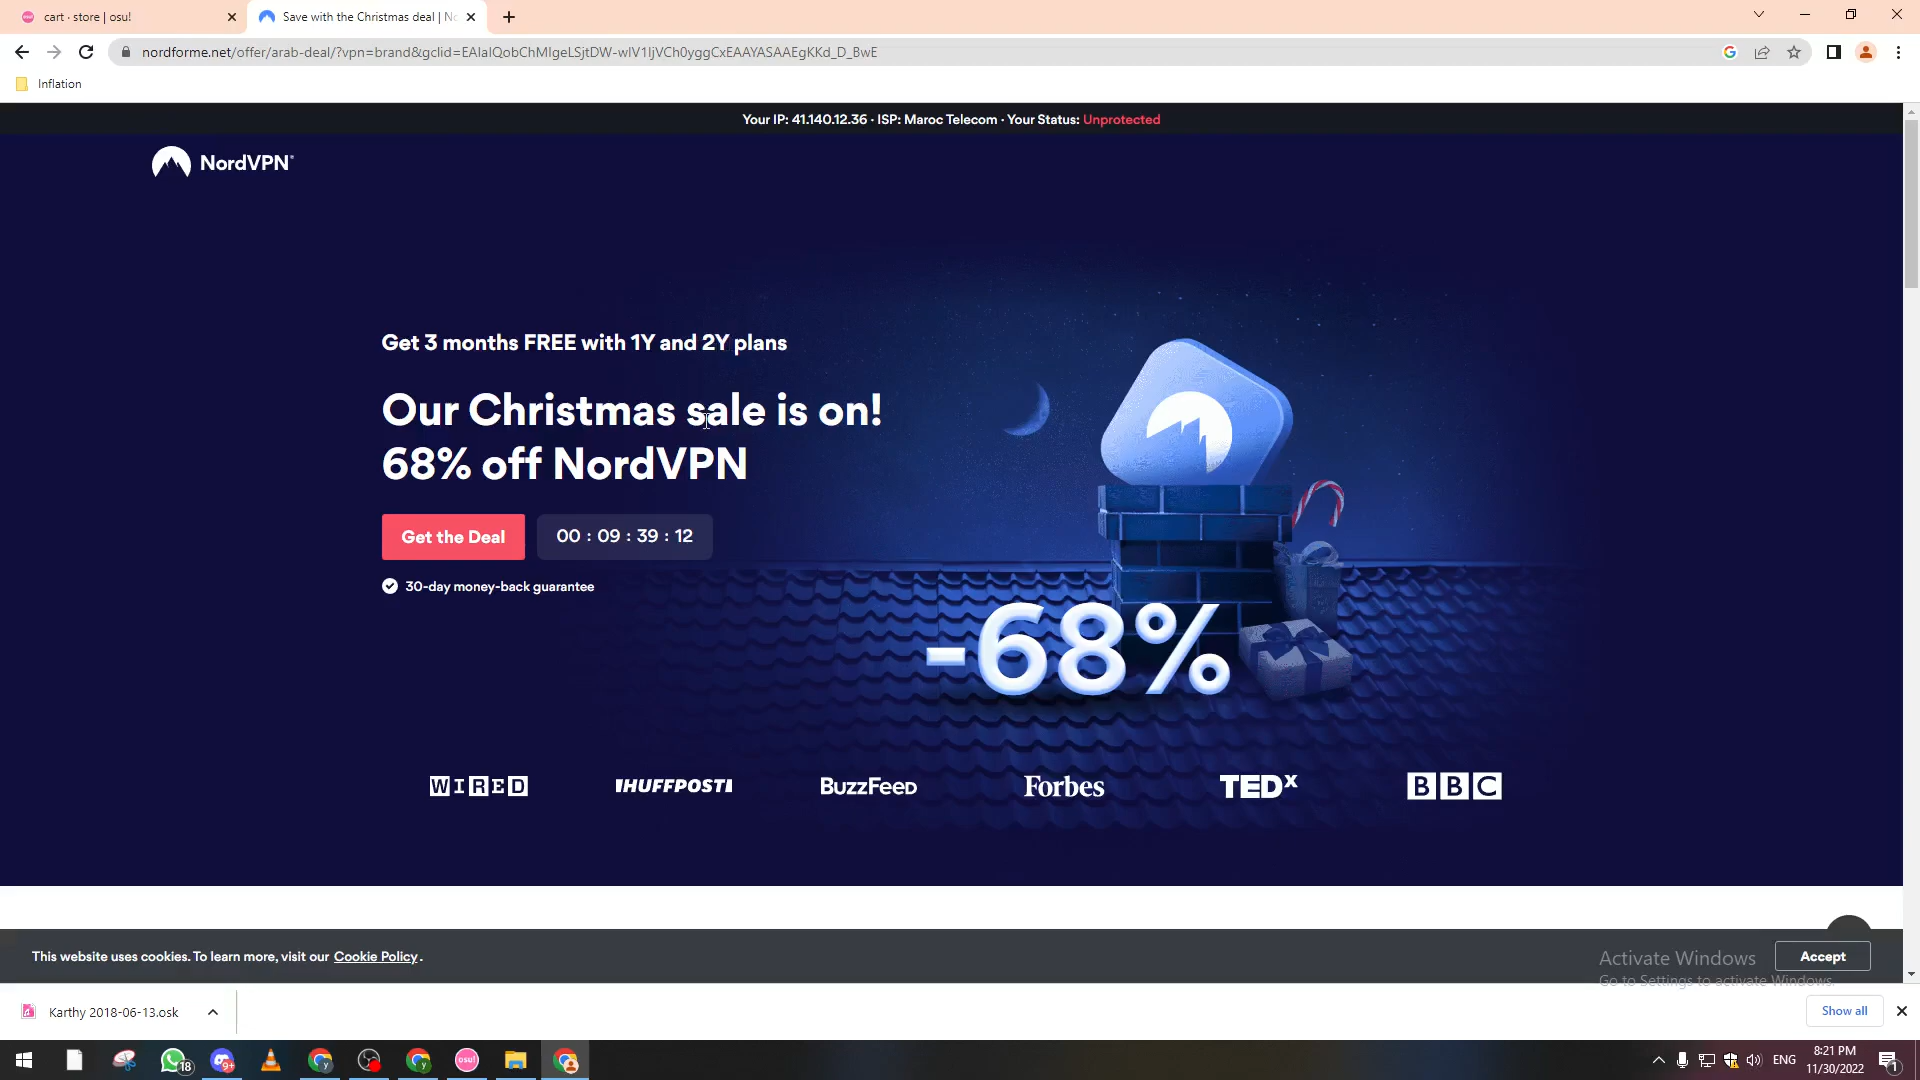 cart · store | osu!
Save with the Christmas deal | No
nordforme.net/offer/arab-deal/?vpn=brand&gclid=EAIaIQobChMIgeLSjtDW-wIV1IjVCh0yggCxEAAYASAAEgKKd_D_BwE
Inflation
Your IP: 41.140.12.36 · ISP: Maroc Telecom · Your Status: Unprotected
NordVPN®
Get 3 months FREE with 1Y and 2Y plans
Our Christmas sale is on!
68% off NordVPN
Get the Deal
00 : 09 : 39 : 12
30-day money-back guarantee
-68%
WIRED
HUFFPOST
BuzzFeed
Forbes
TEDx
BBC
This website uses cookies. To learn more, visit our Cookie Policy.
Accept
Activate Windows
Go to Settings to activate Windows.
Karthy 2018-06-13.osk
Show all
18
9+
osu!
ENG
8:21 PM
11/30/2022
1